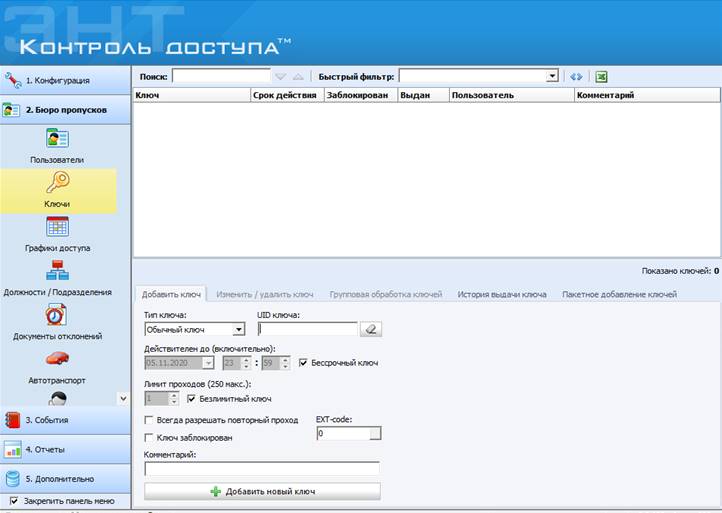 ЭНТ
КОНТРОЛЬ ДОСТУПА™
1. Конфигурация
2. Бюро пропусков
Пользователи
Ключи
Графики доступа
Должности / Подразделения
Документы отклонений
Автотранспорт
3. События
4. Отчеты
5. Дополнительно
Закрепить панель меню
Поиск: Быстрый фильтр:
Ключ Срок действия Заблокирован Выдан Пользователь Комментарий
Показано ключей: 0
Добавить ключ Изменить / удалить ключ Групповая обработка ключей История выдачи ключа Пакетное добавление ключей
Тип ключа: UID ключа:
Обычный ключ
Действителен до (включительно):
05.11.2020 23 : 59 Бессрочный ключ
Лимит проходов (250 макс.):
1 Безлимитный ключ
Всегда разрешать повторный проход EXT-code:
Ключ заблокирован 0
Комментарий:
Добавить новый ключ